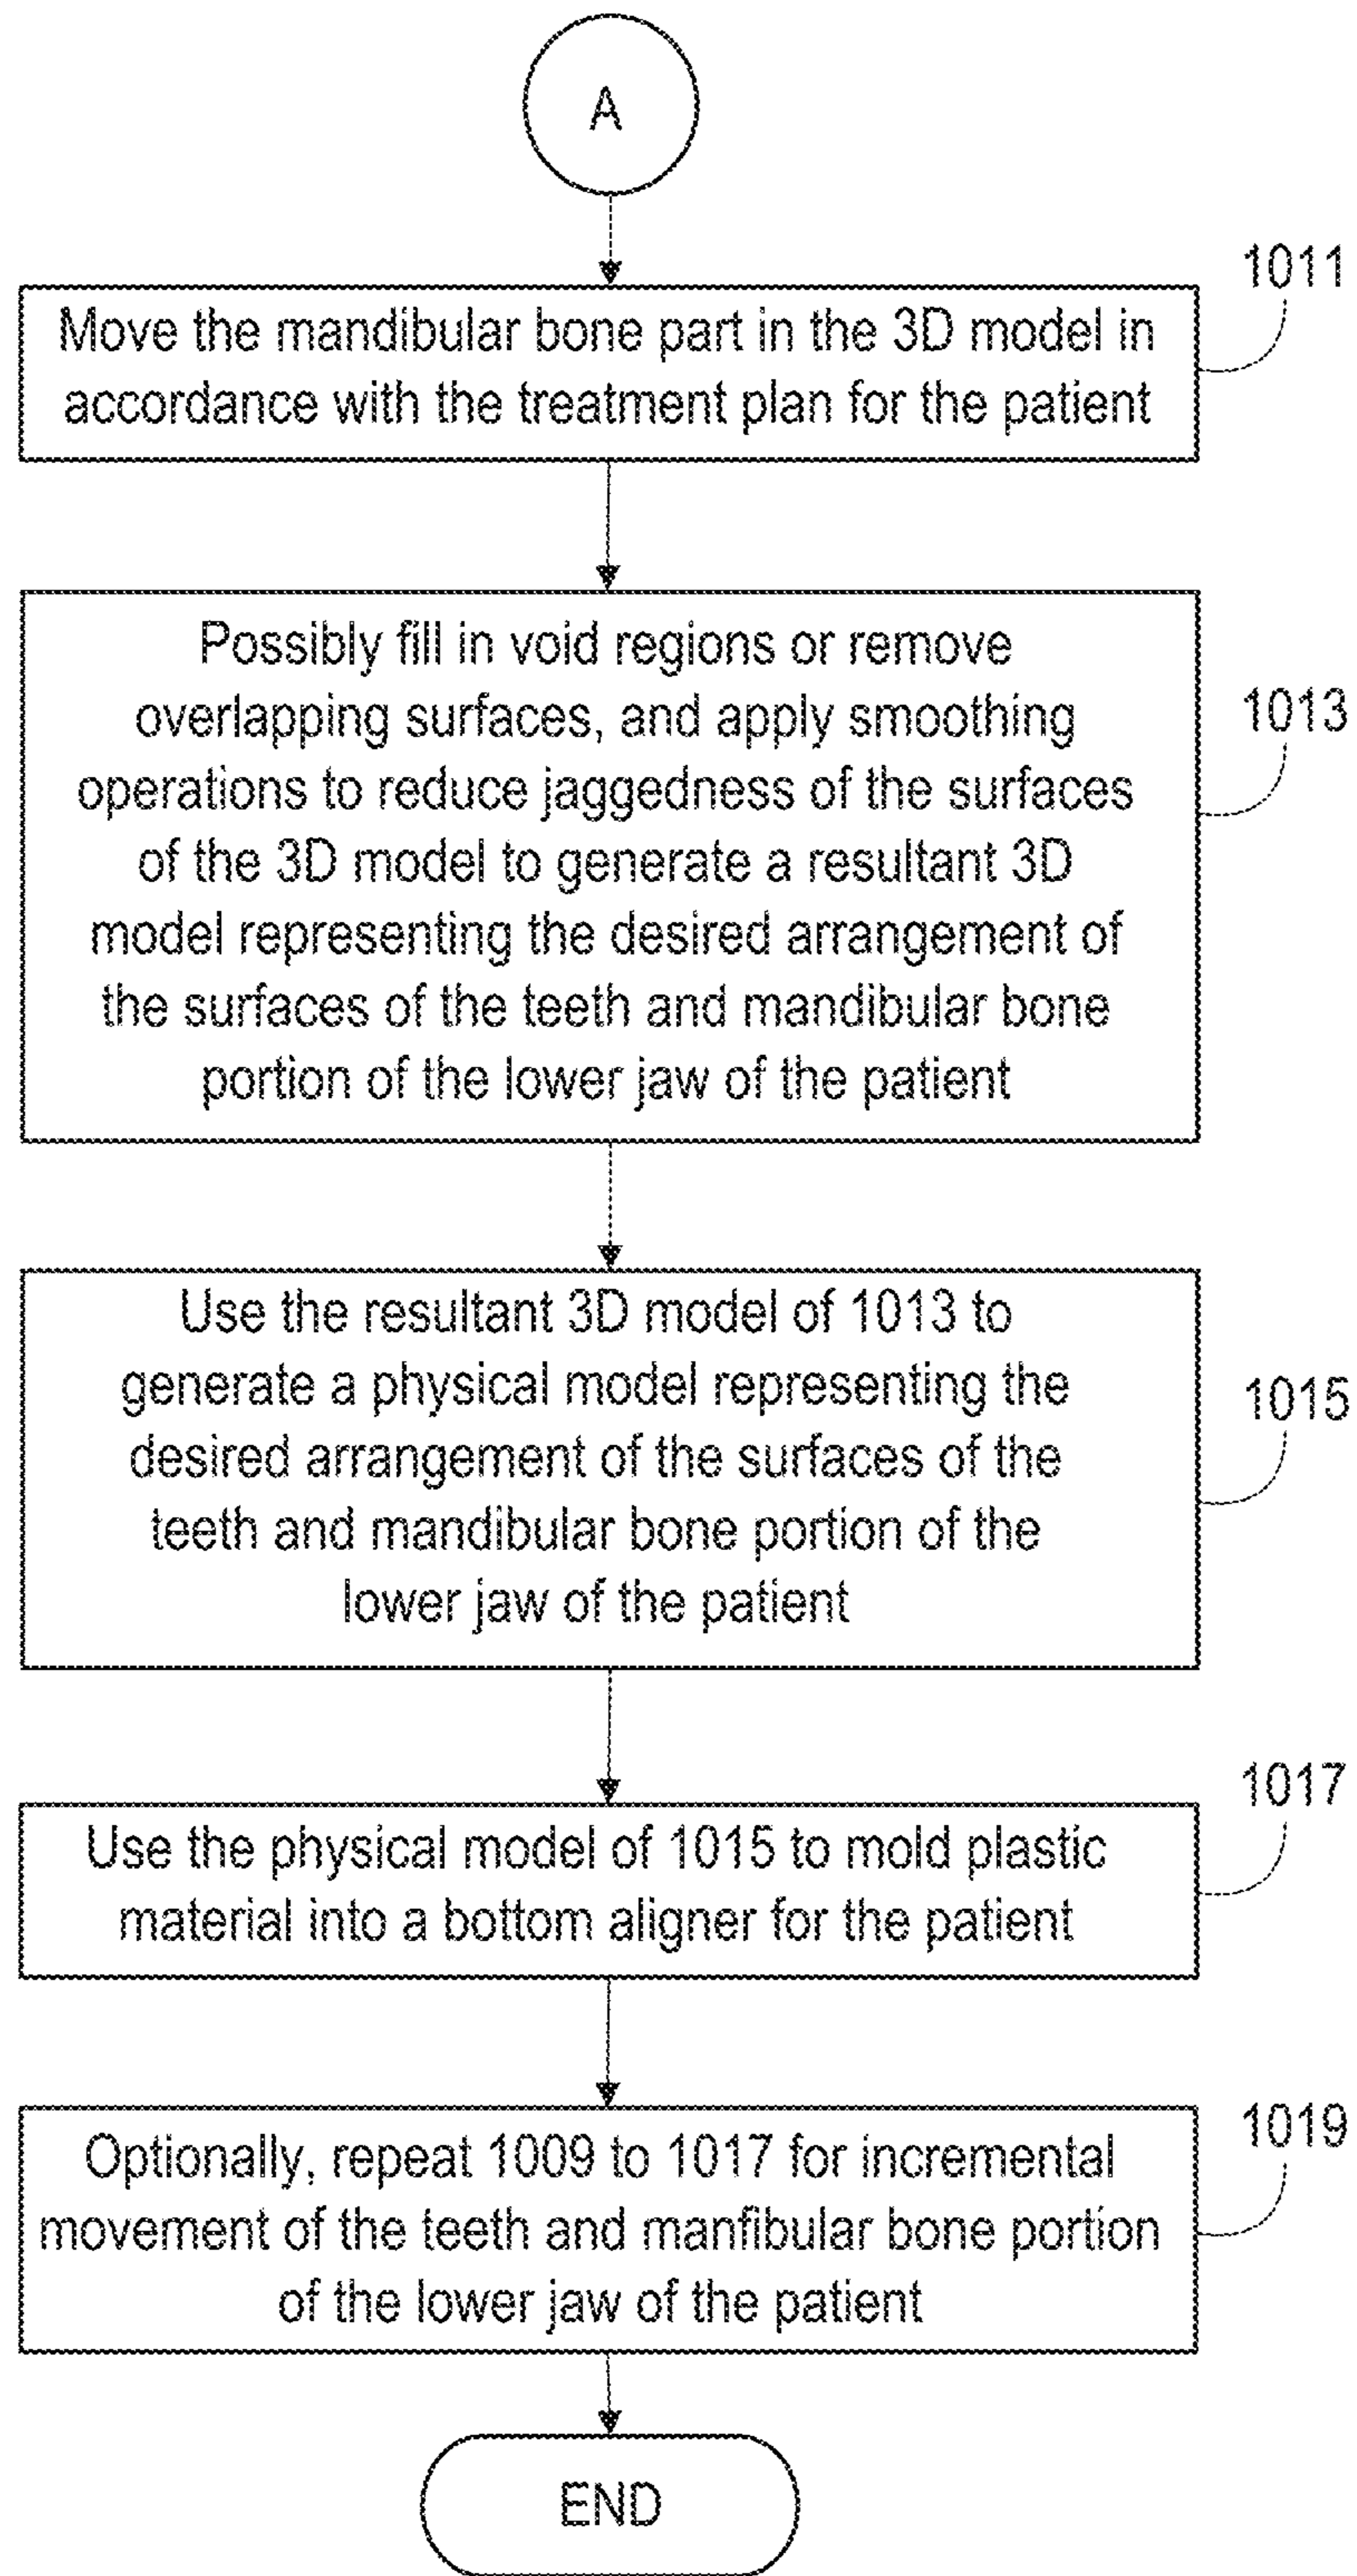 A
1011
Move the mandibular bone part in the 3D model in
accordance with the treatment plan for the patient
Possibly fill in void regions or remove
overlapping surfaces, and apply smoothing
operations to reduce jaggedness of the surfaces
of the 3D model to generate a resultant 3D
model representing the desired arrangement of
the surfaces of the teeth and mandibular bone
portion of the lower jaw of the patient
1013
Use the resultant 3D model of 1013 to
generate a physical model representing the
desired arrangement of the surfaces of the
teeth and mandibular bone portion of the
lower jaw of the patient
1015
1017
Use the physical model of 1015 to mold plastic
material into a bottom aligner for the patient
1019
Optionally, repeat 1009 to 1017 for incremental
movement of the teeth and manfibular bone portion
of the lower jaw of the patient
END